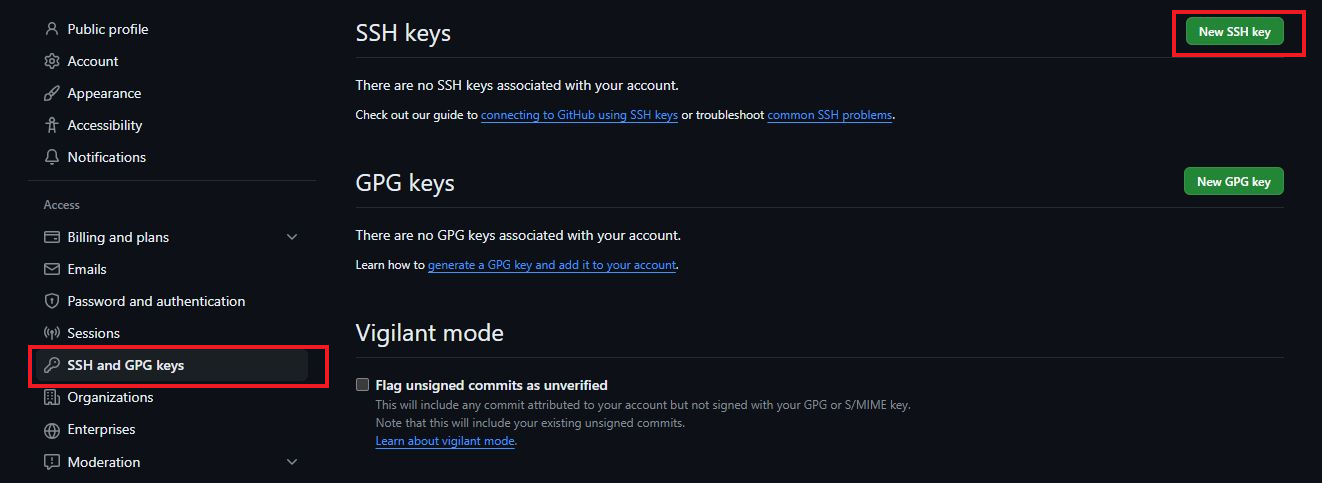 Public profile
Account
Appearance
Accessibility
Notifications
Access
Billing and plans
Emails
Password and authentication
Sessions
SSH and GPG keys
Organizations
Enterprises
Moderation
SSH keys
New SSH key
There are no SSH keys associated with your account.
Check out our guide to connecting to GitHub using SSH keys or troubleshoot common SSH problems.
GPG keys
New GPG key
There are no GPG keys associated with your account.
Learn how to generate a GPG key and add it to your account.
Vigilant mode
Flag unsigned commits as unverified
This will include any commit attributed to your account but not signed with your GPG or S/MIME key.
Note that this will include your existing unsigned commits.
Learn about vigilant mode.